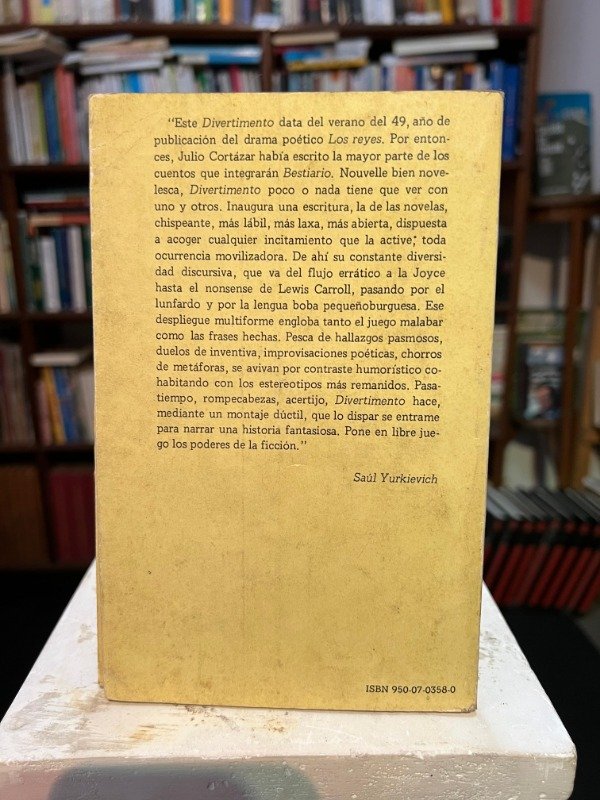 "Este Divertimento data del verano del 49, año de
publicación del drama poético Los reyes. Por enton-
ces, Julio Cortázar había escrito la mayor parte de los
cuentos que integrarán Bestiario. Nouvelle bien nove-
lesca, Divertimento poco o nada tiene que ver con
uno y otros. Inaugura una escritura, la de las novelas,
chispeante, más lábil, más laxa, más abierta, dispuesta
a acoger cualquier incitamiento que la active; toda
ocurrencia movilizadora. De ahí su constante diversi-
dad discursiva, que va del flujo errático a la Joyce
hasta el nonsense de Lewis Carroll, pasando por el
lunfardo y por la lengua boba pequeñoburguesa. Ese
despliegue multiforme engloba tanto el juego malabar
como las frases hechas. Pesca de hallazgos pasmosos,
duelos de inventiva, improvisaciones poéticas, chorros
de metáforas, se avivan por contraste humorístico co-
habitando con los estereotipos más remanidos. Pasa-
tiempo, rompecabezas, acertijo, Divertimento hace,
mediante un montaje dúctil, que lo dispar se entrame
para narrar una historia fantasiosa. Pone en libre jue-
go los poderes de la ficción."
Saúl Yurkievich
ISBN 950-07-0358-0